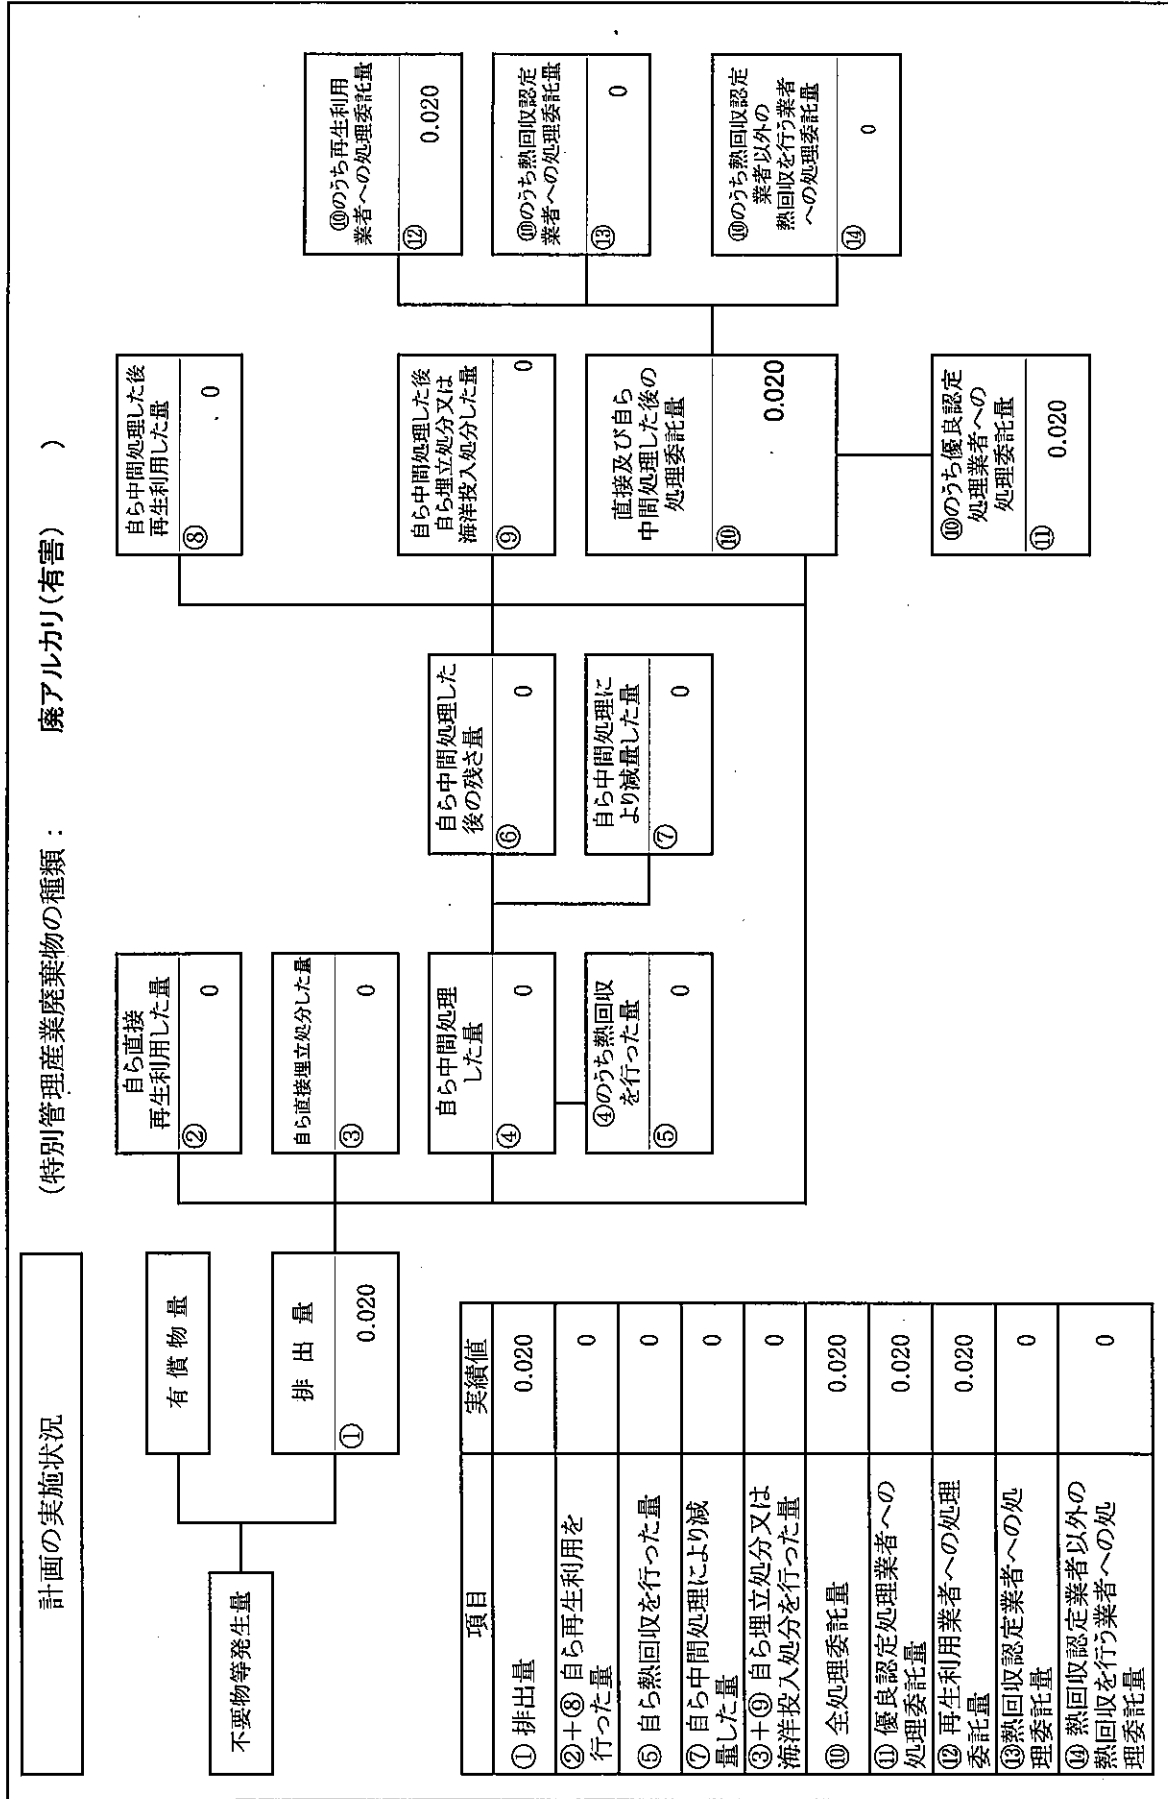 計画の実施状況
(特別管理産業廃棄物の種類： 廃アルカリ(有害) )
不要物等発生量
有償物量
排出量
①
0.020
自ら直接
再生利用した量
②
0
自ら直接埋立処分した量
③
0
自ら中間処理
した量
④
0
④のうち熱回収
を行った量
⑤
0
自ら中間処理した
後の残さ量
⑥
0
自ら中間処理に
より減量した量
⑦
0
自ら中間処理した後
再生利用した量
⑧
0
自ら中間処理した後
自ら埋立処分又は
海洋投入処分した量
⑨
0
直接及び自ら
中間処理した後の
処理委託量
⑩
0.020
⑩のうち優良認定
処理業者への
処理委託量
⑪
0.020
⑩のうち再生利用
業者への処理委託量
⑫
0.020
⑩のうち熱回収認定
業者への処理委託量
⑬
0
⑩のうち熱回収認定
業者以外の
熱回収を行う業者
への処理委託量
⑭
0
項目 実績値
① 排出量 0.020
②＋⑧ 自ら再生利用を
行った量 0
⑤ 自ら熱回収を行った量 0
⑦ 自ら中間処理により減
量した量 0
③＋⑨ 自ら埋立処分又は
海洋投入処分を行った量 0
⑩ 全処理委託量 0.020
⑪ 優良認定処理業者への
処理委託量 0.020
⑫ 再生利用業者への処理
委託量 0.020
⑬熱回収認定業者への処
理委託量 0
⑭ 熱回収認定業者以外の
熱回収を行う業者への処
理委託量 0